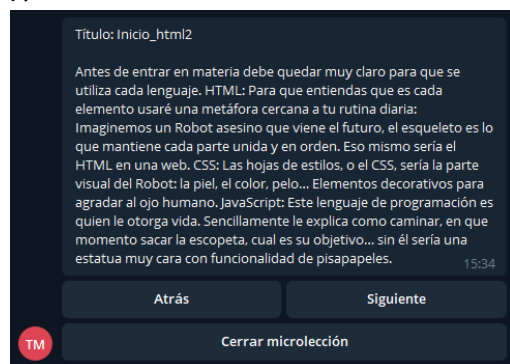 Título: Inicio_html2
Antes de entrar en materia debe quedar muy claro para que se
utiliza cada lenguaje. HTML: Para que entiendas que es cada
elemento usaré una metáfora cercana a tu rutina diaria:
Imaginemos un Robot asesino que viene el futuro, el esqueleto es lo
que mantiene cada parte unida y en orden. Eso mismo sería el
HTML en una web. CSS: Las hojas de estilos, o el CSS, sería la parte
visual del Robot: la piel, el color, pelo... Elementos decorativos para
agradar al ojo humano. JavaScript: Este lenguaje de programación es
quien le otorga vida. Sencillamente le explica como caminar, en que
momento sacar la escopeta, cual es su objetivo... sin él sería una
estatua muy cara con funcionalidad de pisapapeles.
15:34
Atrás
Siguiente
TM
Cerrar microlección